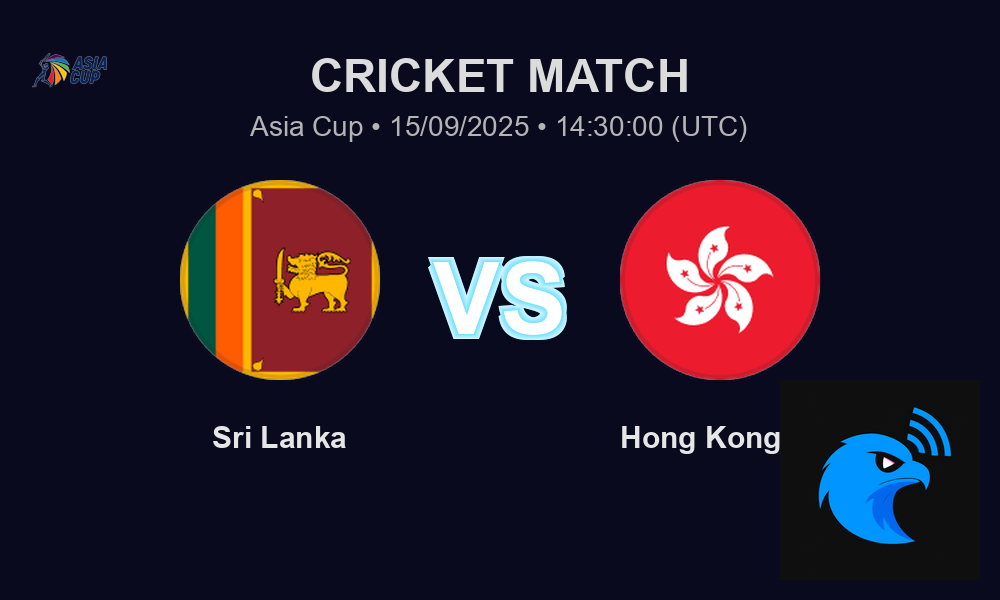 ASIA
CUP
CRICKET MATCH
Asia Cup • 15/09/2025 • 14:30:00 (UTC)
VS
Sri Lanka
Hong Kong